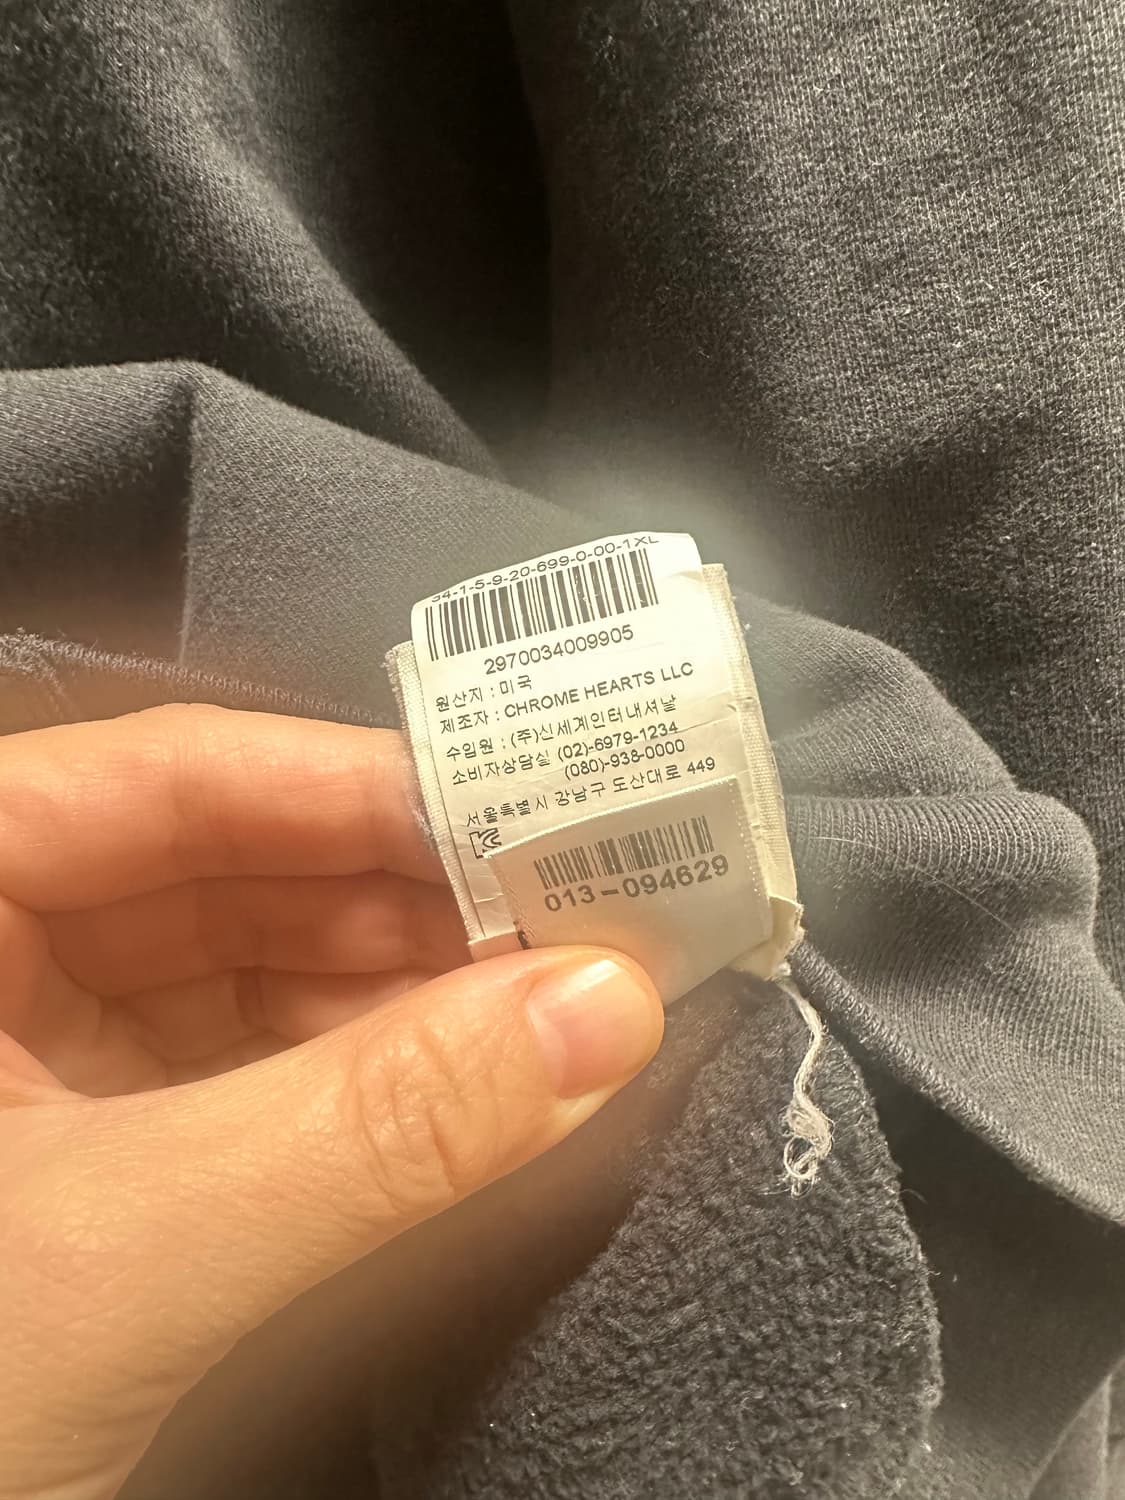 34-1-5-9-20-699-0-00-1XL
2970034009905
원산지 : 미국
제조자 : CHROME HEARTS LLC
수입원 : (주)신세계인터내셔날
소비자상담실 (02)-6979-1234
(080)-938-0000
서울특별시 강남구 도산대로 449
013-094629